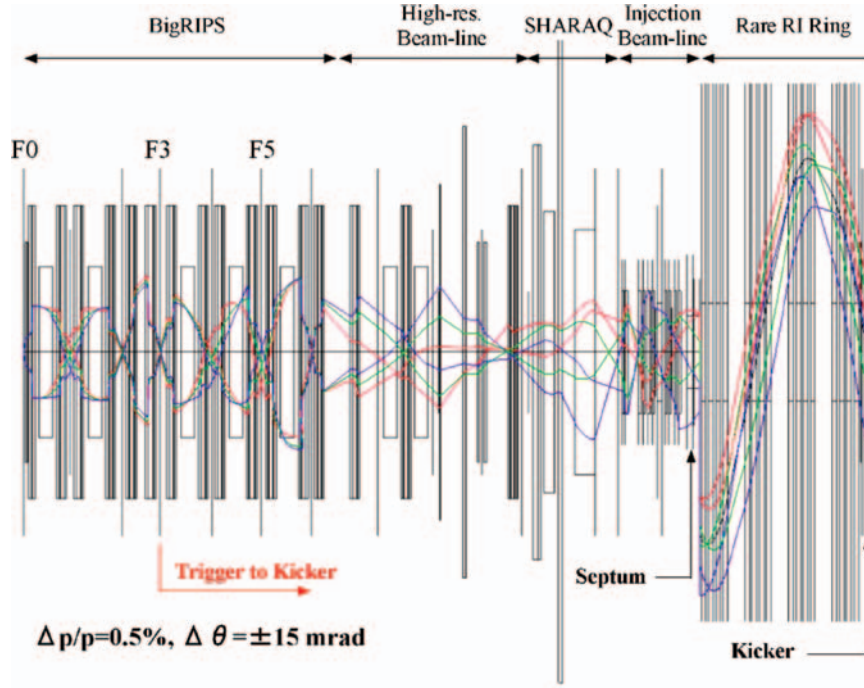 BigRIPS
High-res.
Beam-line
SHARAQ
Injection
Beam-line
Rare RI Ring
F0
F3
F5
Trigger to Kicker
Septum
Δp/p=0.5%, Δθ=±15 mrad
Kicker